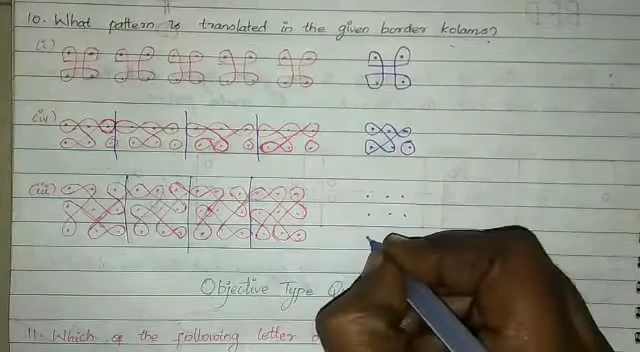 10. What pattern is translated in the given border kolams?
(i)
(iv)
(iii)
Objective Type
11. Which of the following letter